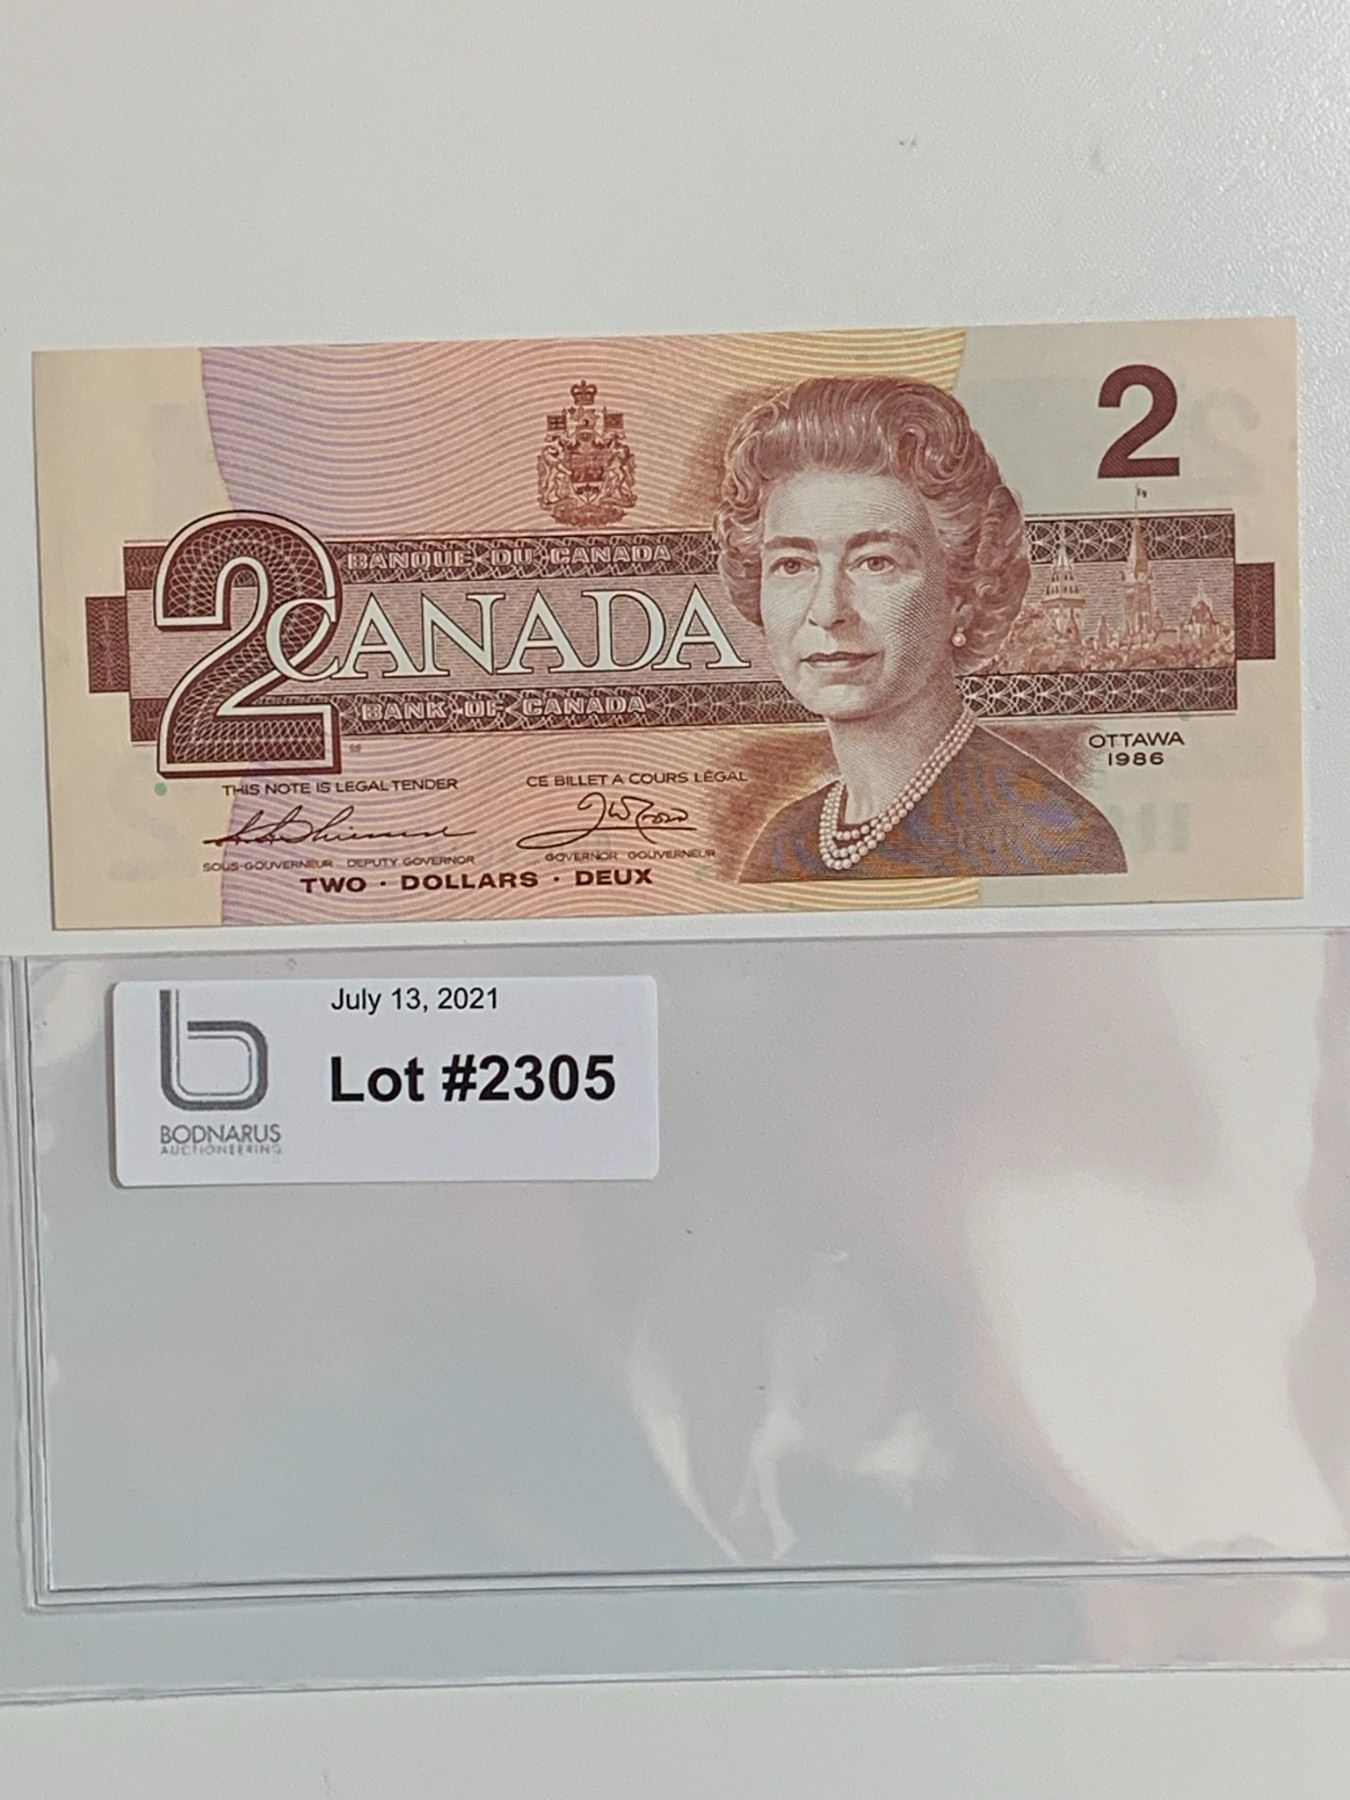 2
BANQUE DU CANADA
2 CANADA
BANK OF CANADA
OTTAWA
1986
THIS NOTE IS LEGAL TENDER
CE BILLET A COURS LÉGAL
SOUS-GOUVERNEUR DEPUTY GOVERNOR
GOVERNOR GOUVERNEUR
TWO · DOLLARS · DEUX
July 13, 2021
Lot #2305
BODNARUS
AUCTIONEERING